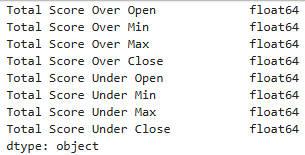 Total Score Over Open float64
Total Score Over Min float64
Total Score Over Max float64
Total Score Over Close float64
Total Score Under Open float64
Total Score Under Min float64
Total Score Under Max float64
Total Score Under Close float64
dtype: object